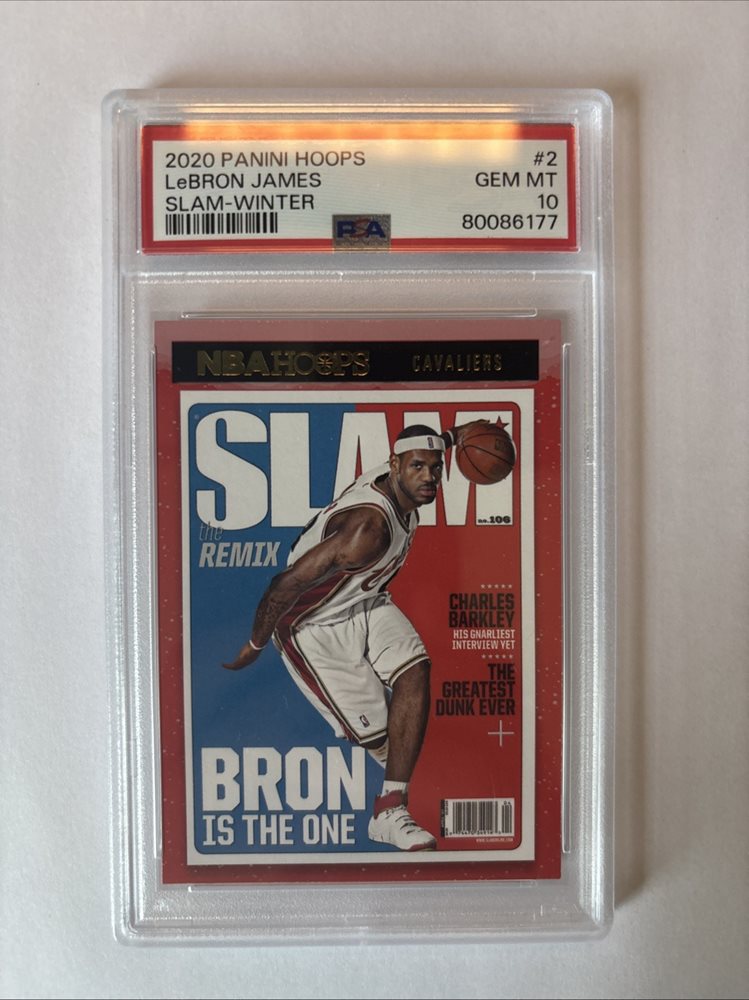 2020 PANINI HOOPS #2
LeBRON JAMES GEM MT
SLAM-WINTER 10
80086177
PSA
NBA HOOPS CAVALIERS
SLAM
no.106
the
REMIX
CHARLES
BARKLEY
HIS GNARLIEST
INTERVIEW YET
THE
GREATEST
DUNK EVER
BRON
IS THE ONE